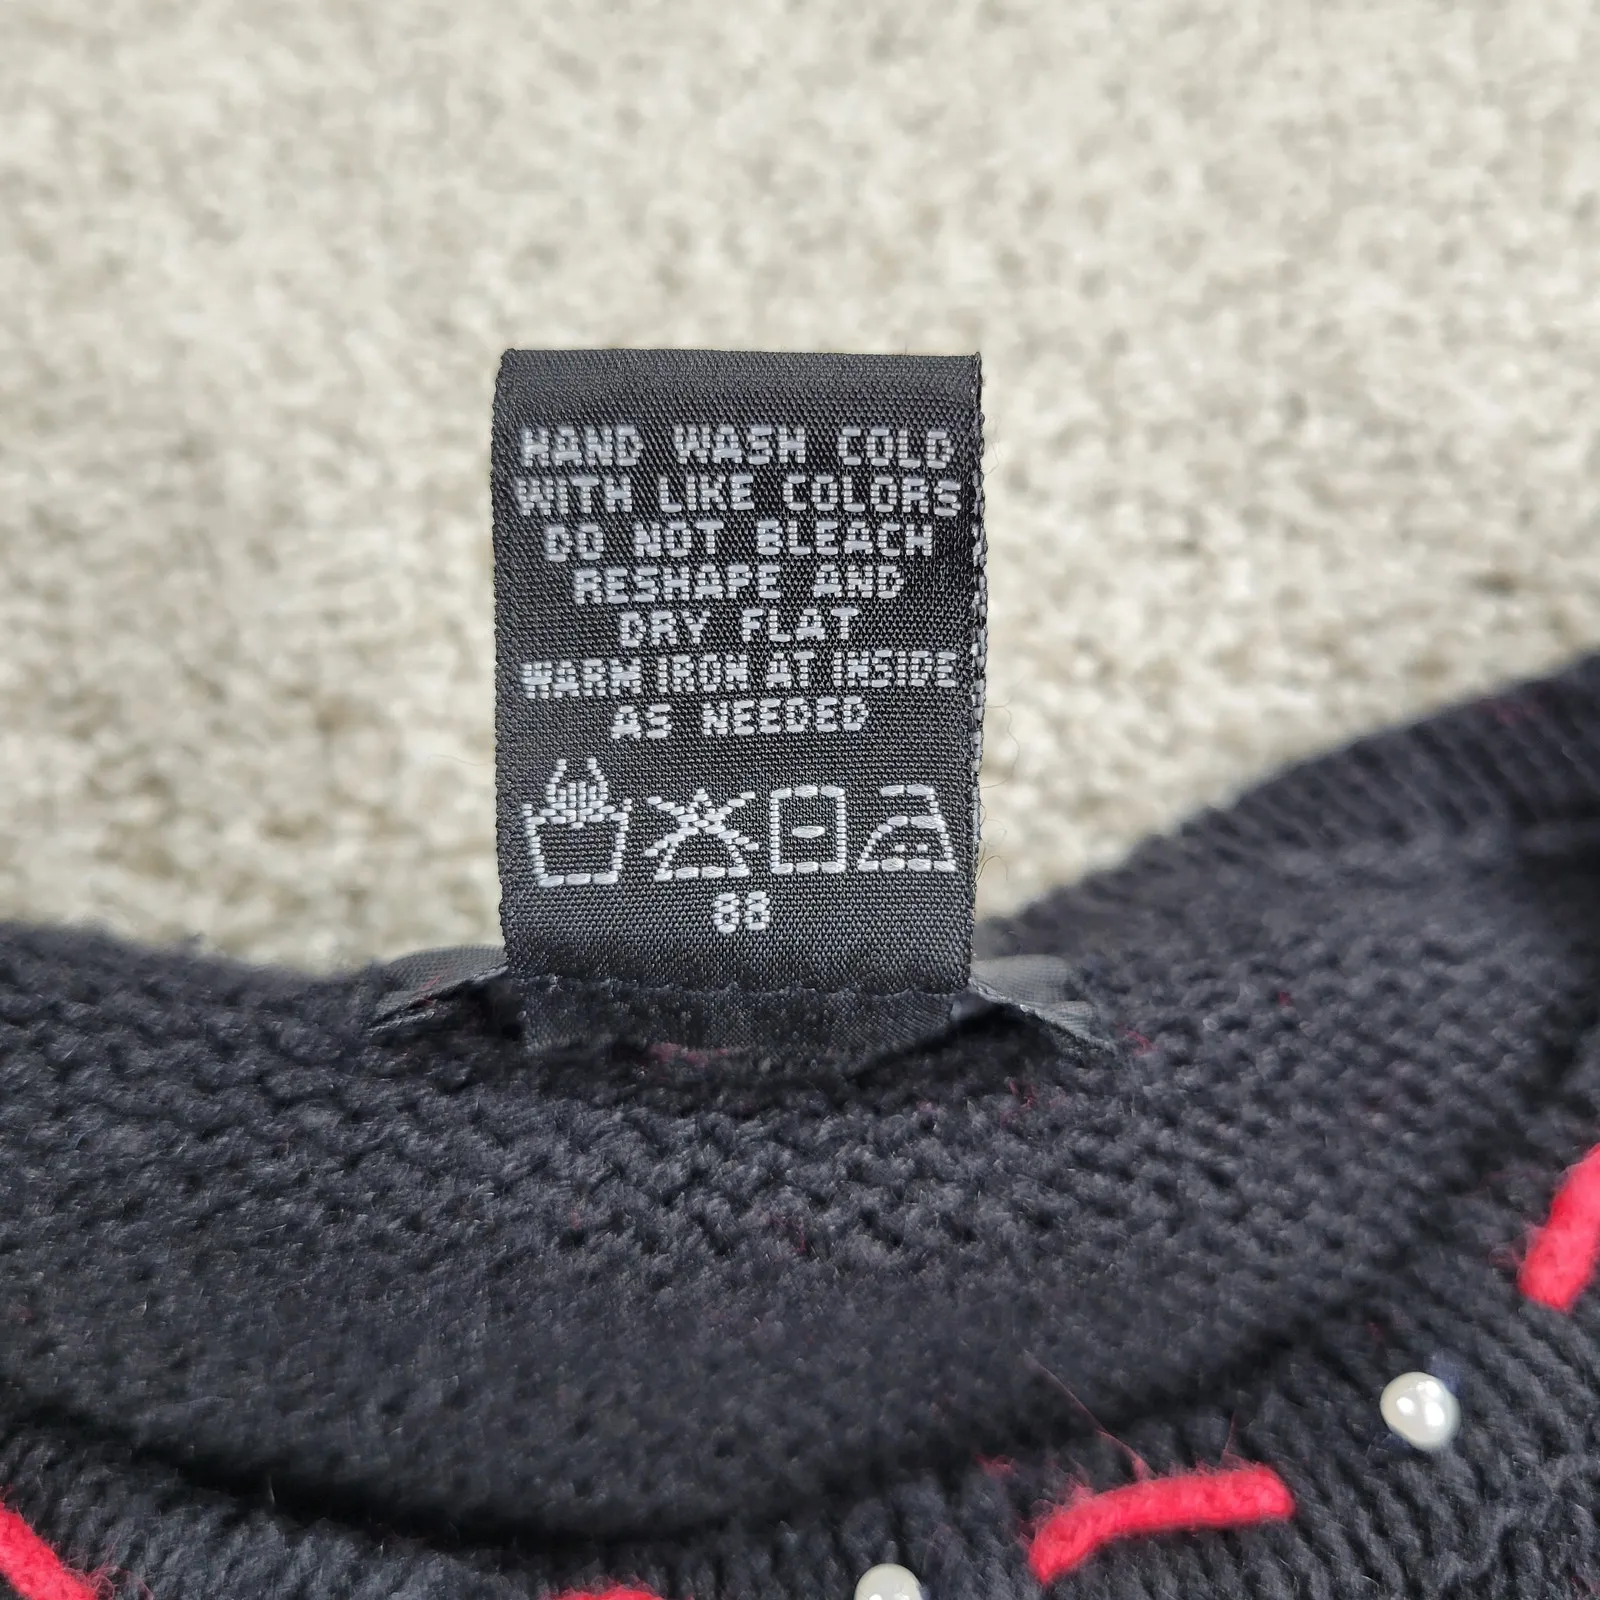 HAND WASH COLD
WITH LIKE COLORS
DO NOT BLEACH
RESHAPE AND
DRY FLAT
WARM IRON AT INSIDE
AS NEEDED
88